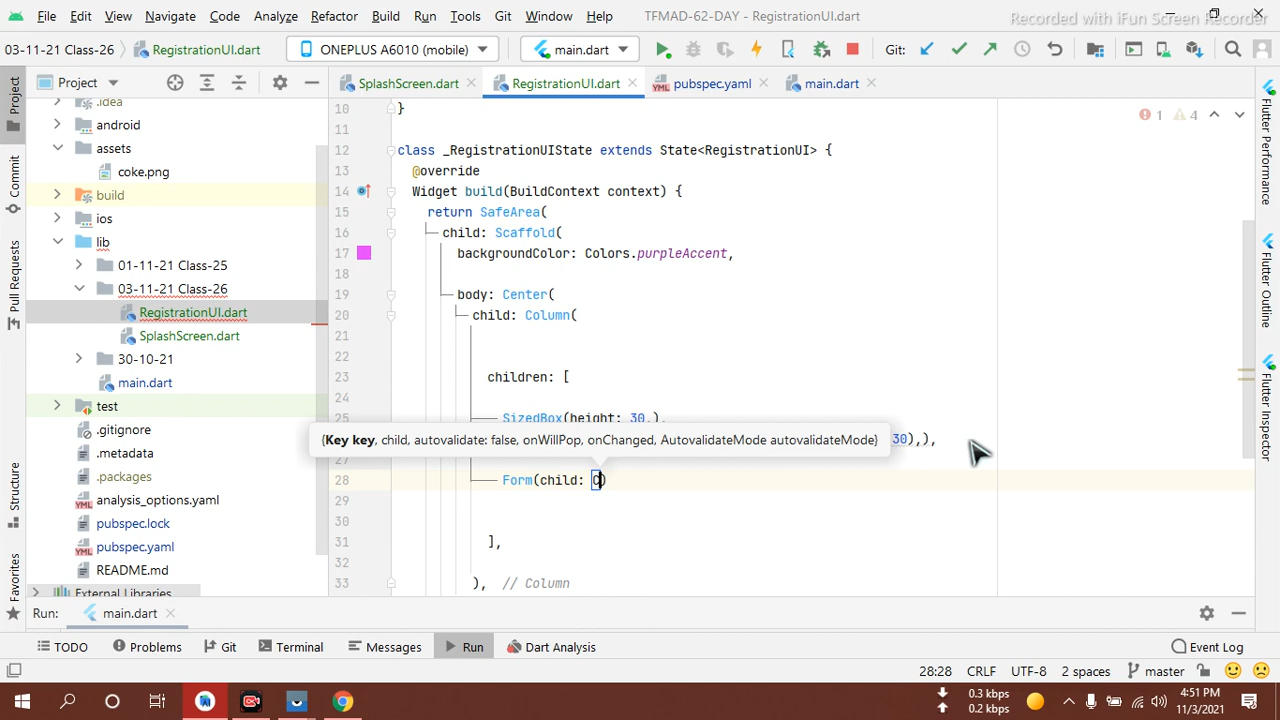 File Edit View Navigate Code Analyze Refactor Build Run Tools Git Window Help TFMAD-62-DAY - RegistrationUI.dart
Recorded with iFun Screen Recorder
03-11-21 Class-26 RegistrationUI.dart ONEPLUS A6010 (mobile) main.dart Git:
Project SplashScreen.dart RegistrationUI.dart pubspec.yaml main.dart
Project
Commit
Pull Requests
Structure
Favorites
.idea
android
assets
coke.png
build
ios
lib
01-11-21 Class-25
03-11-21 Class-26
RegistrationUI.dart
SplashScreen.dart
30-10-21
main.dart
test
.gitignore
.metadata
.packages
analysis_options.yaml
pubspec.lock
pubspec.yaml
README.md
External Libraries
1 4
10 }
11
12 class _RegistrationUIState extends State<RegistrationUI> {
13 @override
14 Widget build(BuildContext context) {
15 return SafeArea(
16 child: Scaffold(
17 backgroundColor: Colors.purpleAccent,
18
19 body: Center(
20 child: Column(
21
22
23 children: [
24
25 SizedBox(height: 30,),
{Key key, child, autovalidate: false, onWillPop, onChanged, AutovalidateMode autovalidateMode}
30),),
28 Form(child: C)
29
30
31 ],
32
33 ), // Column
Flutter Performance
Flutter Outline
Flutter Inspector
Run: main.dart
TODO Problems Git Terminal Messages Run Dart Analysis Event Log
28:28 CRLF UTF-8 2 spaces master
0.3 kbps
0.2 kbps
4:51 PM
11/3/2021